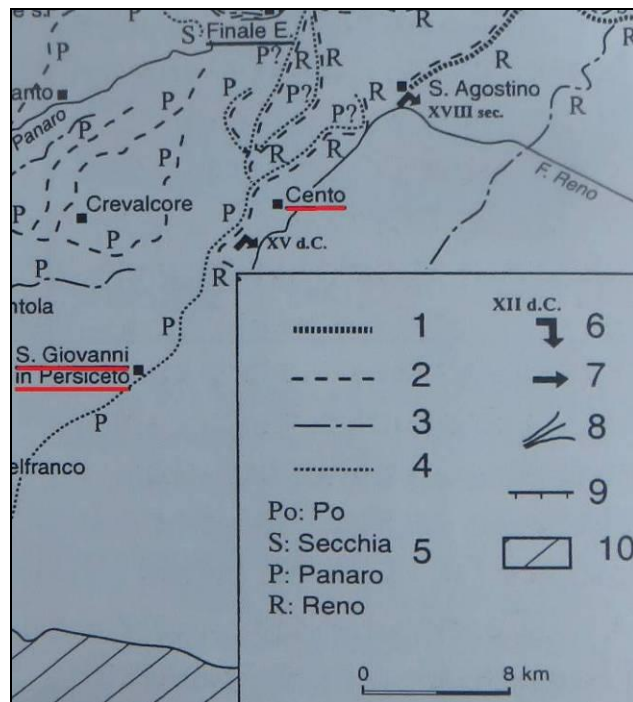 e s.
P
S
Finale E.
P?
R
P
R
R
R
anto
P
P
P?
P
P?
R
S. Agostino
XVIII sec.
R
Panaro
P
R
R
F. Reno
Crevalcore
P
Cento
P
XV d.C.
P
R
ntola
P
S. Giovanni
in Persiceto
P
elfranco
XII d.C.
1
6
2
7
3
8
4
9
Po: Po
S: Secchia
P: Panaro
R: Reno
5
10
0
8 km